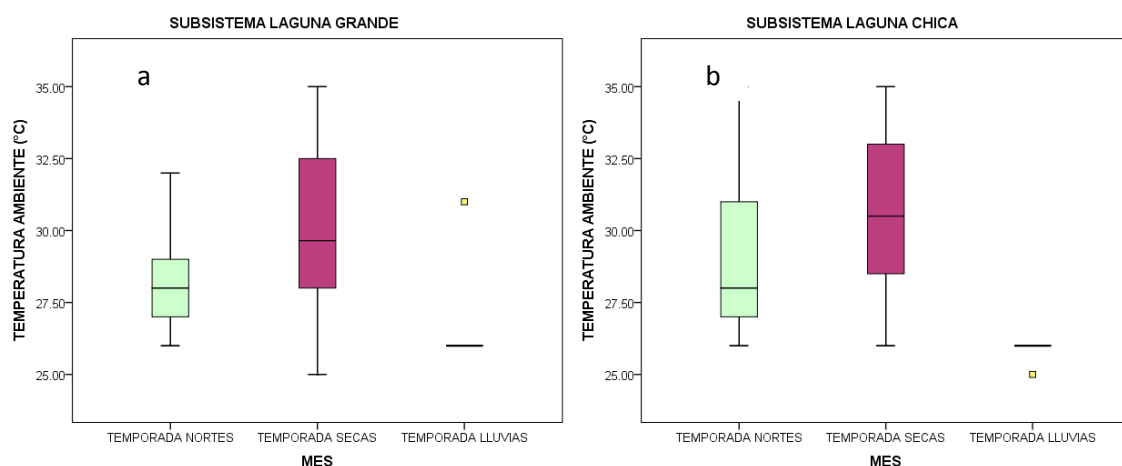 SUBSISTEMA LAGUNA GRANDE
a
TEMPERATURA AMBIENTE (°C)
35.00
32.50
30.00
27.50
25.00
TEMPORADA NORTES TEMPORADA SECAS TEMPORADA LLUVIAS
MES
SUBSISTEMA LAGUNA CHICA
b
TEMPERATURA AMBIENTE (°C)
35.00
32.50
30.00
27.50
25.00
TEMPORADA NORTES TEMPORADA SECAS TEMPORADA LLUVIAS
MES